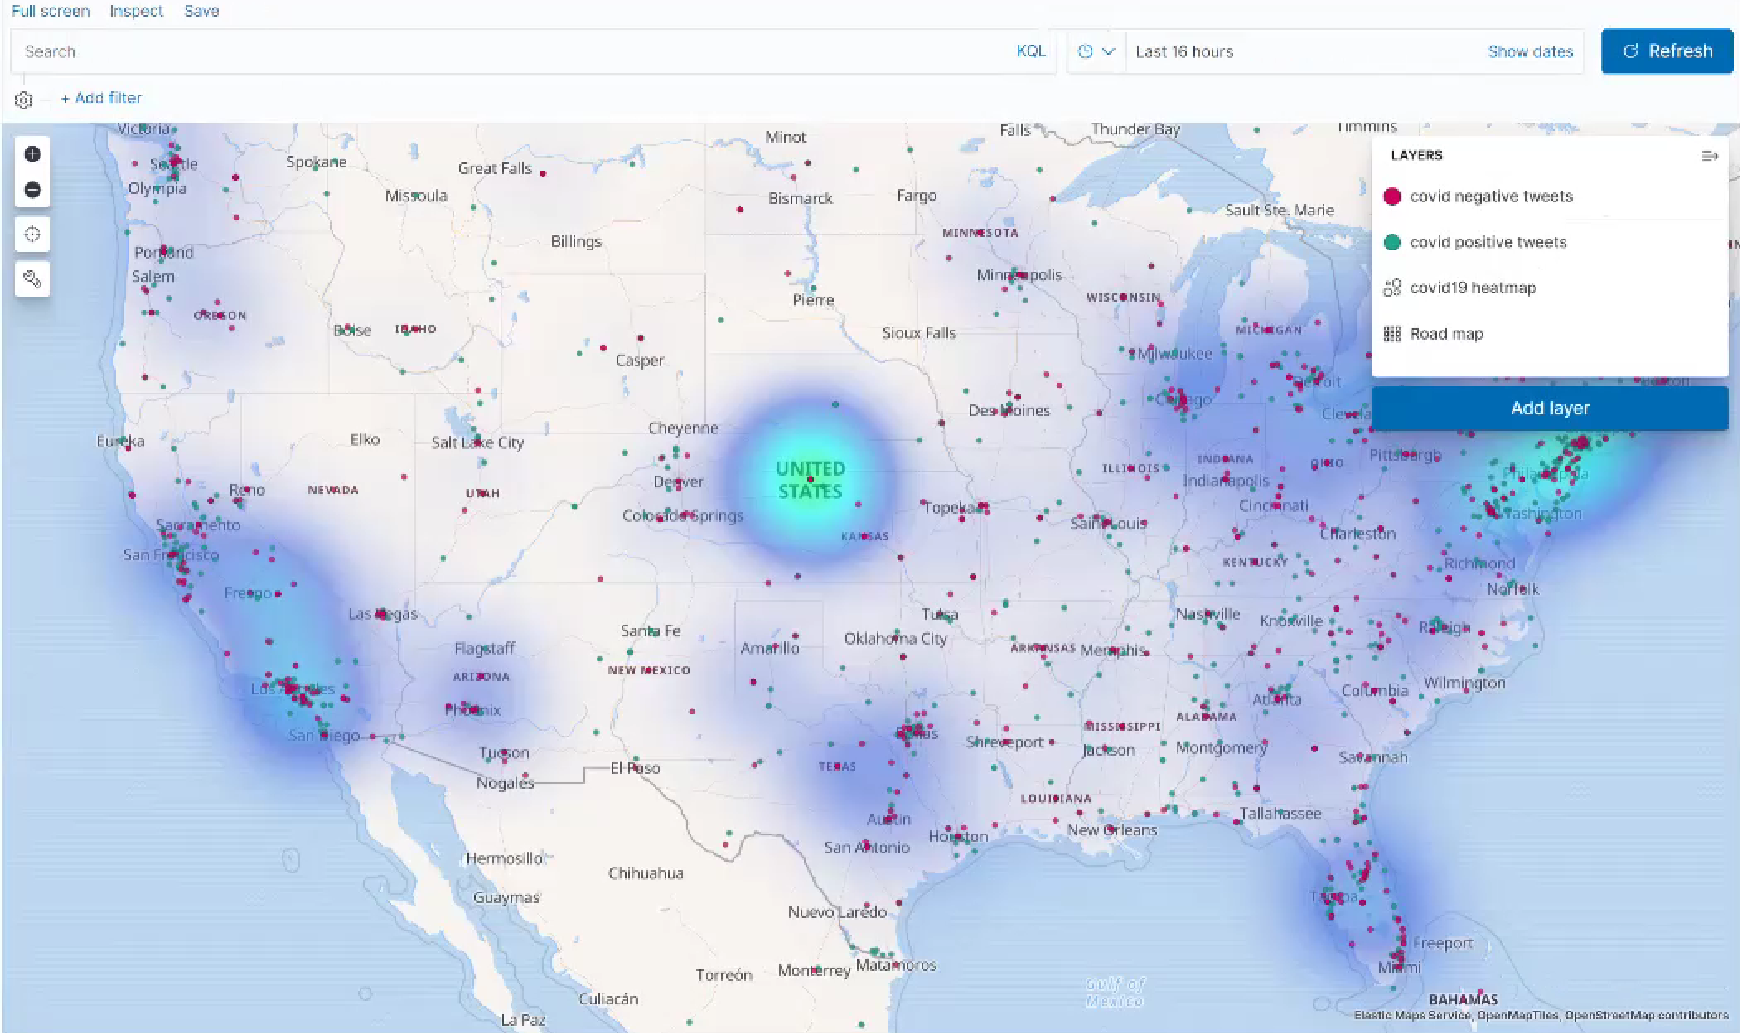 Full screen Inspect Save
Search KQL Last 16 hours Show dates Refresh
+ Add filter
LAYERS
covid negative tweets
covid positive tweets
covid19 heatmap
Road map
Add layer
Victoria Minot Falls Thunder Bay Timmins
Seattle Spokane Great Falls
Olympia Missoula Bismarck Fargo Sault Ste. Marie
Portland Billings MINNESOTA
Salem Minneapolis
OREGON Pierre WISCONSIN
Boise IDAHO Sioux Falls MICHIGAN
Casper Milwaukee
Detroit
Chicago
Des Moines
Cheyenne
Eureka Elko Salt Lake City
UNITED
STATES
Pittsburgh
ILLINOIS INDIANA OHIO
Reno NEVADA UTAH Denver Indianapolis Philadelphia
Sacramento Colorado Springs Topeka Saint Louis Cincinnati Washington
San Francisco KANSAS Charleston
KENTUCKY Richmond
Fresno Norfolk
Las Vegas Tulsa Nashville Knoxville
Santa Fe Oklahoma City Raleigh
Flagstaff Amarillo ARKANSAS Memphis
ARIZONA NEW MEXICO
Los Angeles Columbia Wilmington
Phoenix Atlanta
San Diego Dallas MISSISSIPPI ALABAMA
Tucson Shreveport Jackson Montgomery
Nogales El Paso TEXAS Savannah
LOUISIANA
Austin Tallahassee
Houston New Orleans
San Antonio
Hermosillo
Chihuahua
Guaymas Tampa
Nuevo Laredo
Freeport
Torreón Monterrey Matamoros Miami
Culiacán
Gulf of
Mexico
BAHAMAS
La Paz
Elastic Maps Service, OpenMapTiles, OpenStreetMap contributors